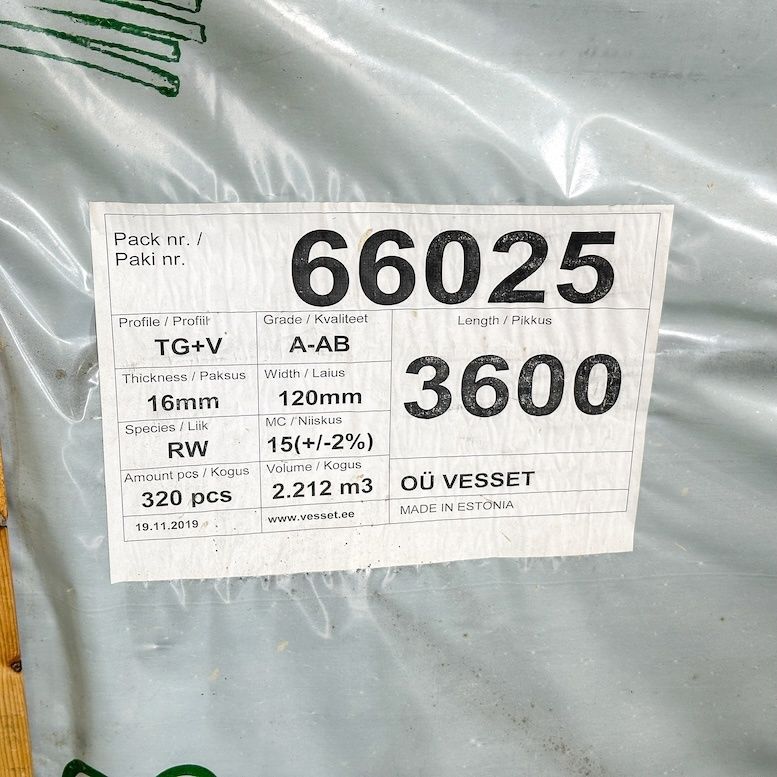 Pack nr. /
Paki nr.
66025
Profile / Profiil
TG+V
Grade / Kvaliteet
A-AB
Length / Pikkus
3600
Thickness / Paksus
16mm
Width / Laius
120mm
Species / Liik
RW
MC / Niiskus
15(+/-2%)
Amount pcs / Kogus
320 pcs
Volume / Kogus
2.212 m3
OÜ VESSET
19.11.2019
www.vesset.ee
MADE IN ESTONIA